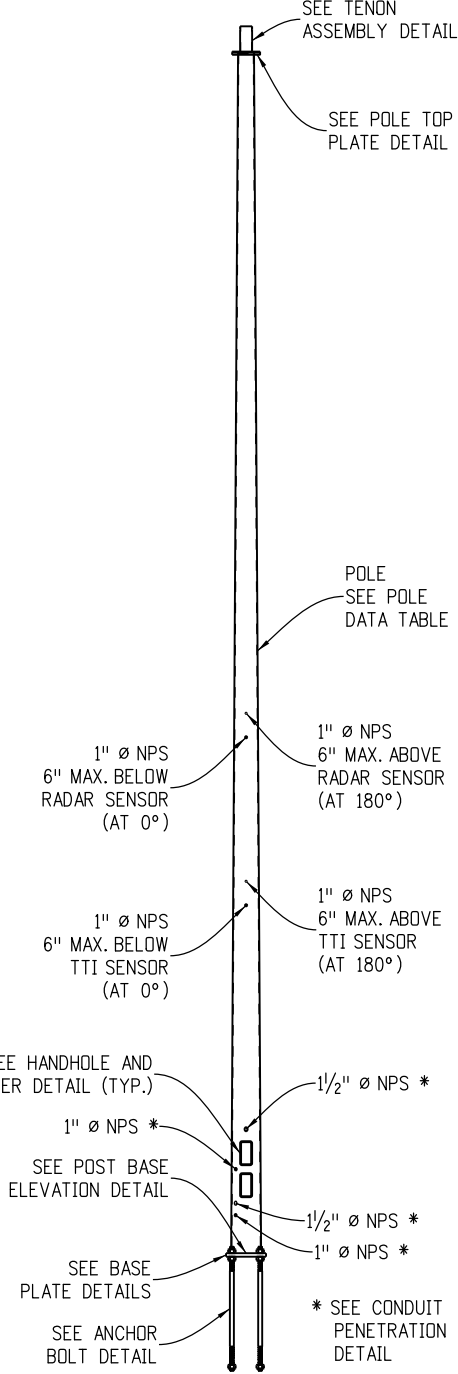 SEE TENON
ASSEMBLY DETAIL
SEE POLE TOP
PLATE DETAIL
POLE
SEE POLE
DATA TABLE
1" Ø NPS
6" MAX. BELOW
RADAR SENSOR
(AT 0°)
1" Ø NPS
6" MAX. ABOVE
RADAR SENSOR
(AT 180°)
1" Ø NPS
6" MAX. BELOW
TTI SENSOR
(AT 0°)
1" Ø NPS
6" MAX. ABOVE
TTI SENSOR
(AT 180°)
EE HANDHOLE AND
ER DETAIL (TYP.)
1 1/2" Ø NPS *
1" Ø NPS *
SEE POST BASE
ELEVATION DETAIL
1 1/2" Ø NPS *
1" Ø NPS *
SEE BASE
PLATE DETAILS
SEE ANCHOR
BOLT DETAIL
* SEE CONDUIT
PENETRATION
DETAIL